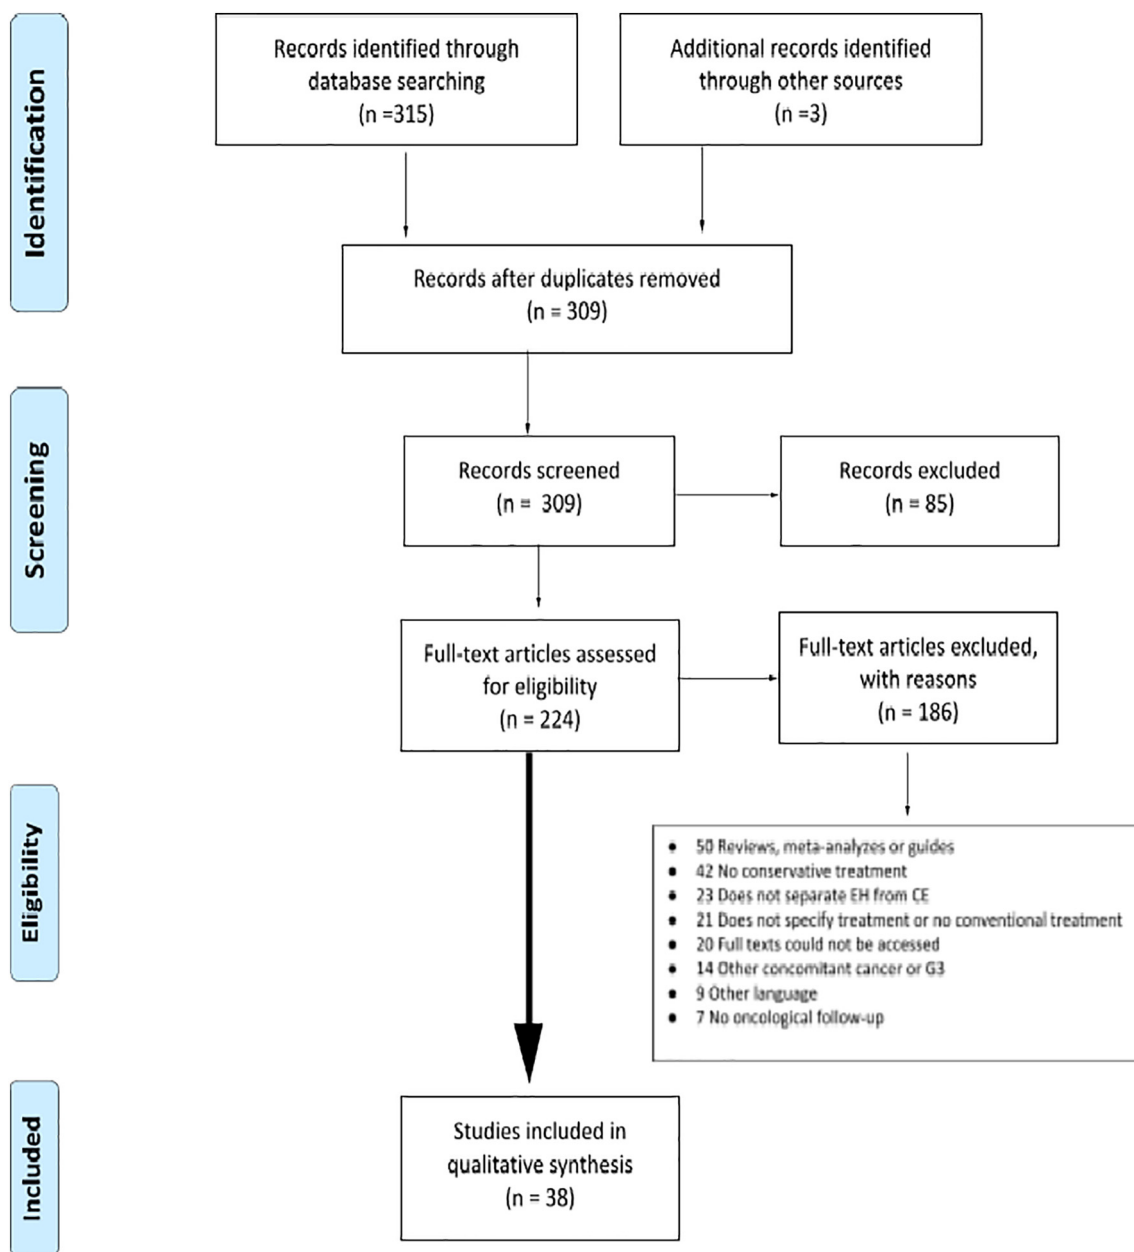 Identification
Records identified through
database searching
(n =315)
Additional records identified
through other sources
(n =3)
Records after duplicates removed
(n = 309)
Screening
Records screened
(n =  309)
Records excluded
(n = 85)
Full-text articles assessed
for eligibility
(n = 224)
Full-text articles excluded,
with reasons
(n = 186)
Eligibility
• 50 Reviews, meta-analyzes or guides
• 42 No conservative treatment
• 23 Does not separate EH from CE
• 21 Does not specify treatment or no conventional treatment
• 20 Full texts could not be accessed
• 14 Other concomitant cancer or G3
• 9 Other language
• 7 No oncological follow-up
Included
Studies included in
qualitative synthesis
(n = 38)